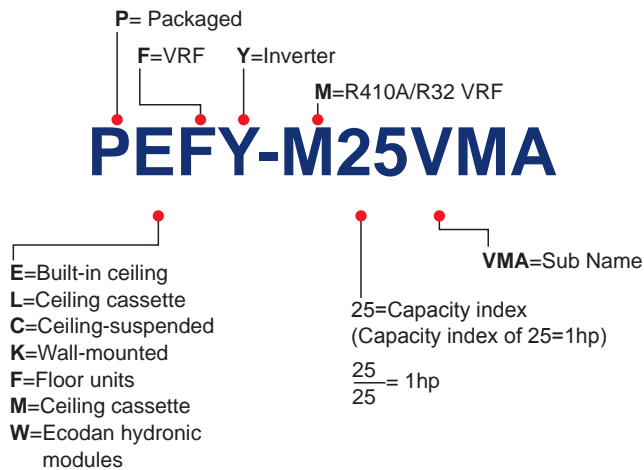 P= Packaged
F=VRF
Y=Inverter
M=R410A/R32 VRF
PEFY-M25VMA
E=Built-in ceiling
L=Ceiling cassette
C=Ceiling-suspended
K=Wall-mounted
F=Floor units
M=Ceiling cassette
W=Ecodan hydronic
modules
25=Capacity index
(Capacity index of 25=1hp)
25
25
= 1hp
VMA=Sub Name